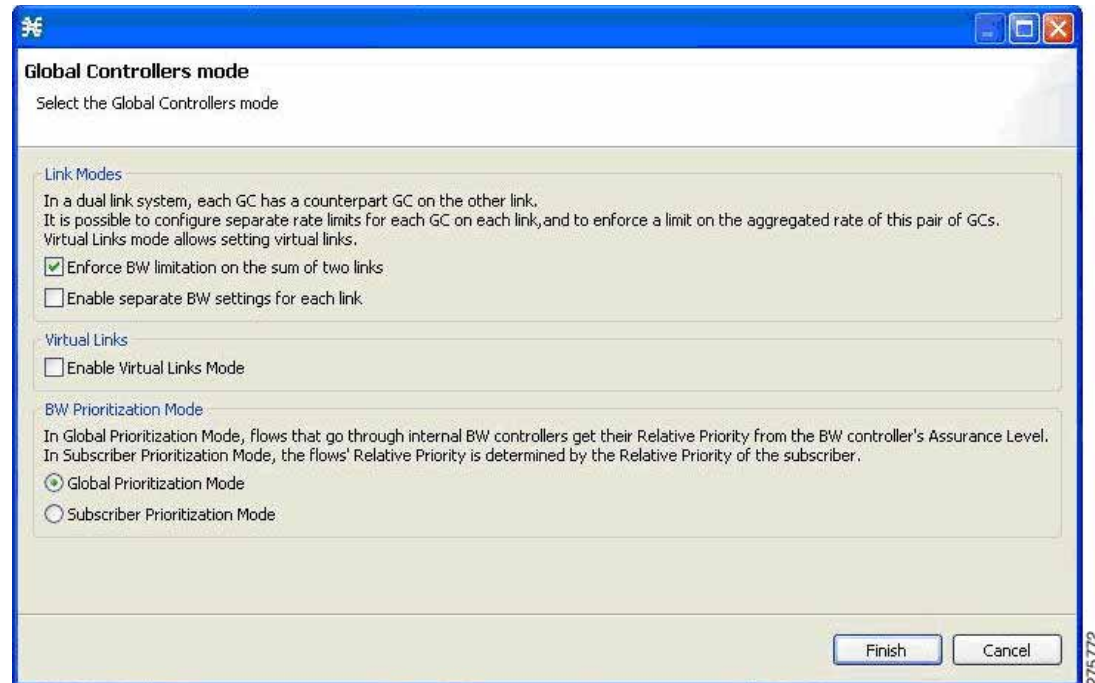 Global Controllers mode
Select the Global Controllers mode
Link Modes
In a dual link system, each GC has a counterpart GC on the other link.
It is possible to configure separate rate limits for each GC on each link,and to enforce a limit on the aggregated rate of this pair of GCs.
Virtual Links mode allows setting virtual links.
Enforce BW limitation on the sum of two links
Enable separate BW settings for each link
Virtual Links
Enable Virtual Links Mode
BW Prioritization Mode
In Global Prioritization Mode, flows that go through internal BW controllers get their Relative Priority from the BW controller's Assurance Level.
In Subscriber Prioritization Mode, the flows' Relative Priority is determined by the Relative Priority of the subscriber.
Global Prioritization Mode
Subscriber Prioritization Mode
Finish
Cancel
275772